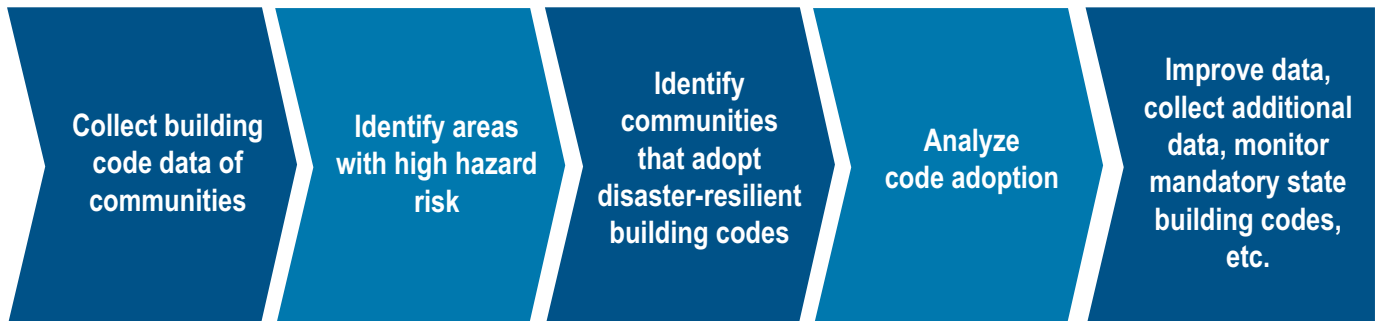 Collect building
code data of
communities
Identify areas
with high hazard
risk
Identify
communities
that adopt
disaster-resilient
building codes
Analyze
code adoption
Improve data,
collect additional
data, monitor
mandatory state
building codes,
etc.